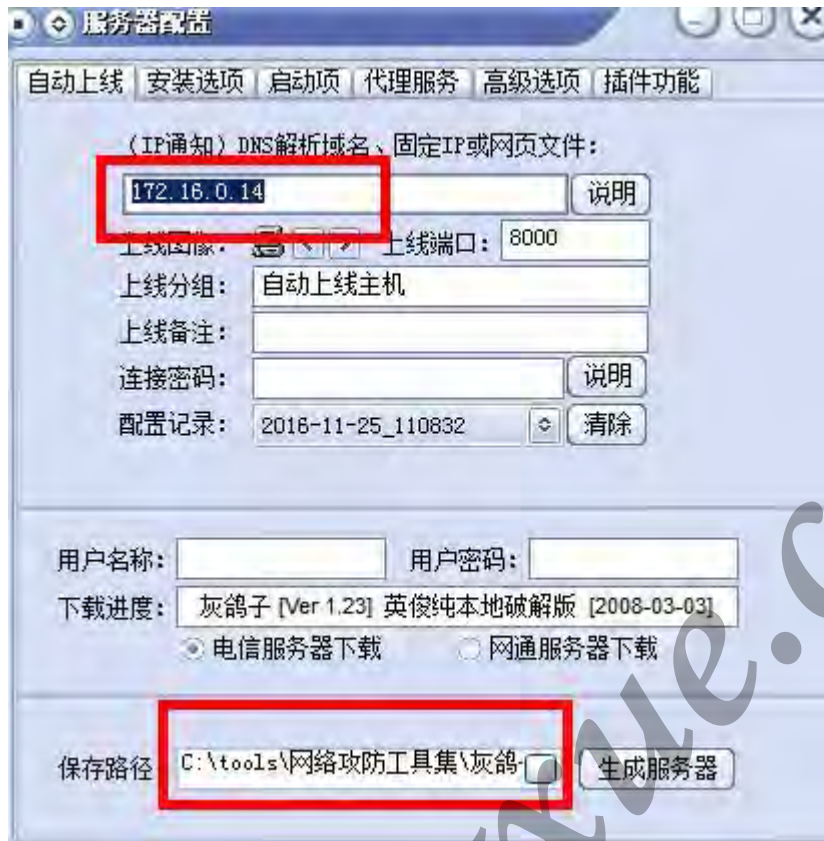 服务器配置
自动上线 安装选项 启动项 代理服务 高级选项 插件功能
（IP通知）DNS解析域名、固定IP或网页文件：
172.16.0.14 说明
上线图像： 上线端口： 8000
上线分组： 自动上线主机
上线备注：
连接密码： 说明
配置记录： 2016-11-25_110832 清除
用户名称： 用户密码：
下载进度： 灰鸽子 [Ver 1.23] 英俊纯本地破解版 [2008-03-03]
电信服务器下载 网通服务器下载
保存路径 C:\tools\网络攻防工具集\灰鸽 生成服务器
xue.c